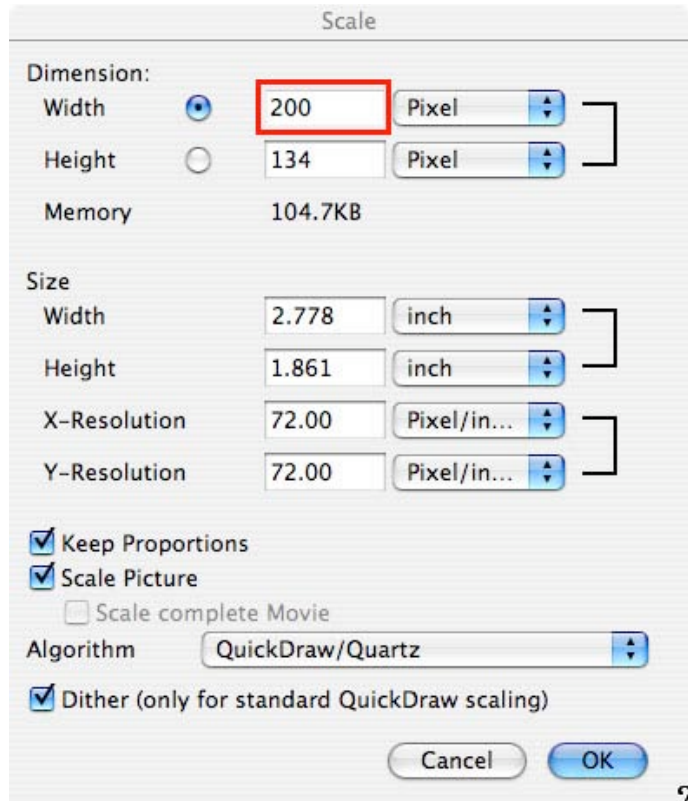 Scale
Dimension:
Width 200 Pixel
Height 134 Pixel
Memory 104.7KB
Size
Width 2.778 inch
Height 1.861 inch
X-Resolution 72.00 Pixel/in...
Y-Resolution 72.00 Pixel/in...
Keep Proportions
Scale Picture
Scale complete Movie
Algorithm QuickDraw/Quartz
Dither (only for standard QuickDraw scaling)
Cancel OK